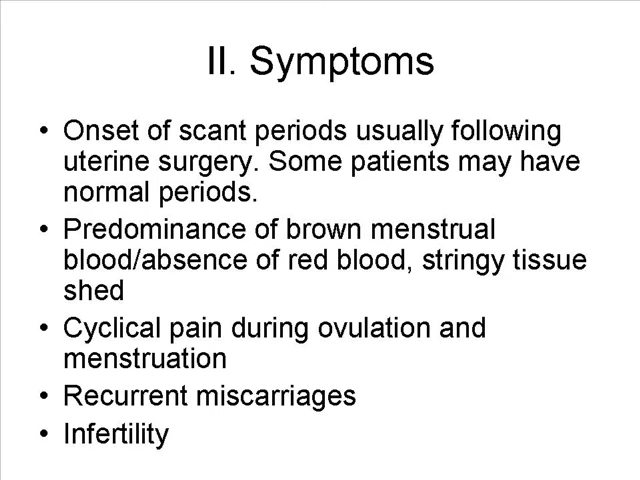 II. Symptoms
• Onset of scant periods usually following
uterine surgery. Some patients may have
normal periods.
• Predominance of brown menstrual
blood/absence of red blood, stringy tissue
shed
• Cyclical pain during ovulation and
menstruation
• Recurrent miscarriages
• Infertility